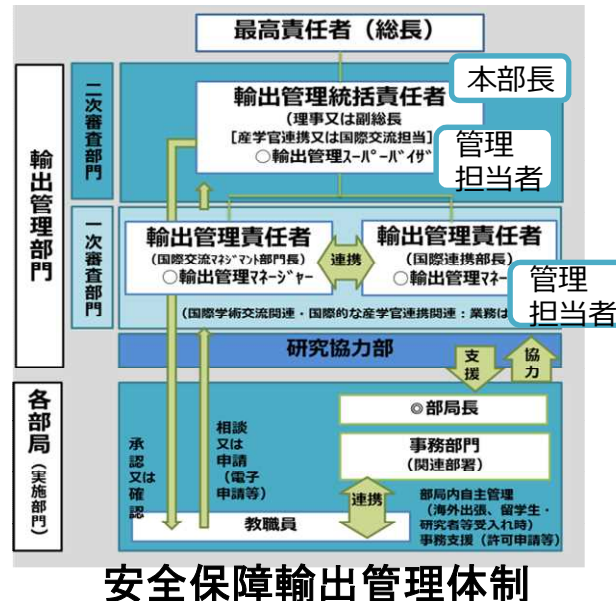 最高責任者（総長）
輸出管理部門
二次審査部門
輸出管理統括責任者
（理事又は副総長
[産学官連携又は国際交流担当]
○輸出管理ｽｰﾊﾟｰﾊﾞｲｻﾞ
本部長
管理
担当者
一次審査部門
輸出管理責任者
（国際交流ﾏﾈｼﾞﾒﾝﾄ部門長）
○輸出管理ﾏﾈｰｼﾞｬｰ
連携
輸出管理責任者
（国際連携部長）
○輸出管理ﾏﾈｰ
管理
担当者
（国際学術交流関連・国際的な産学官連携関連：業務は
研究協力部
支援
協力
各部局（実施部門）
◎部局長
事務部門
（関連部署）
承認又は確認
相談
又は
申請
（電子
申請等）
連携
教職員
部局内自主管理
（海外出張、留学生・
研究者等受入れ時）
事務支援（許可申請等）
安全保障輸出管理体制